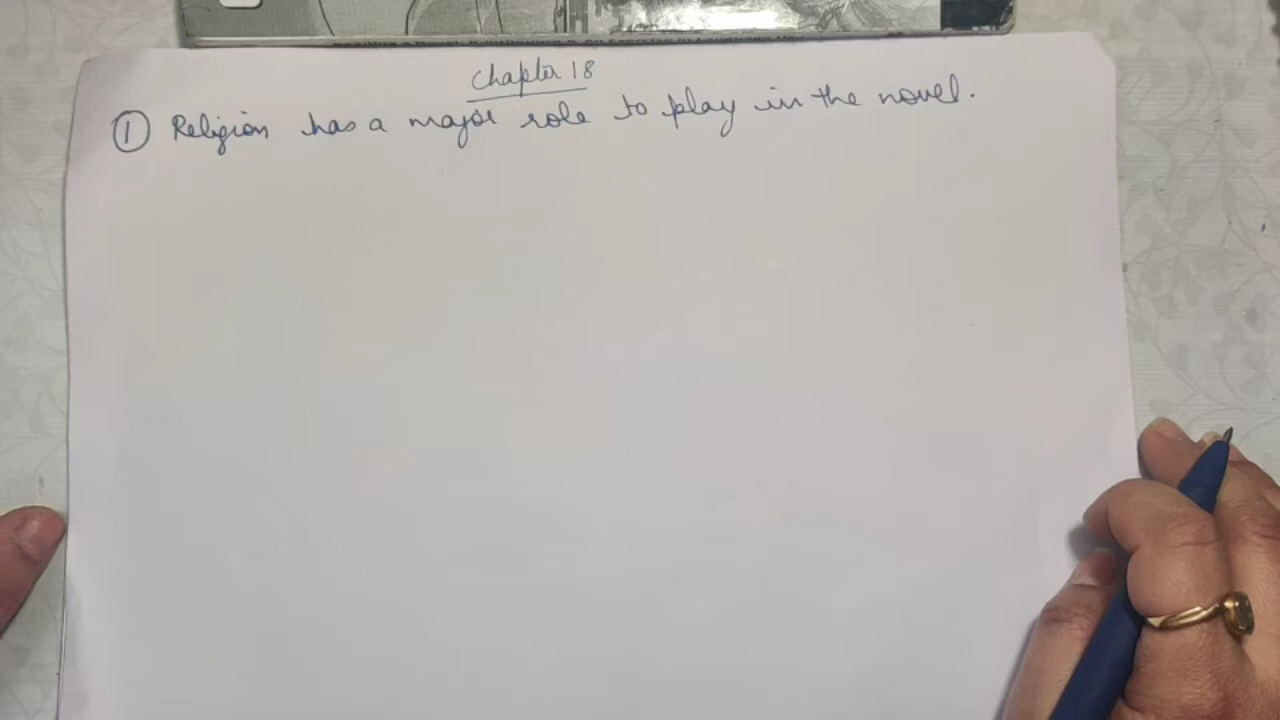 Chapter 18
① Religion has a major role to play in the novel.